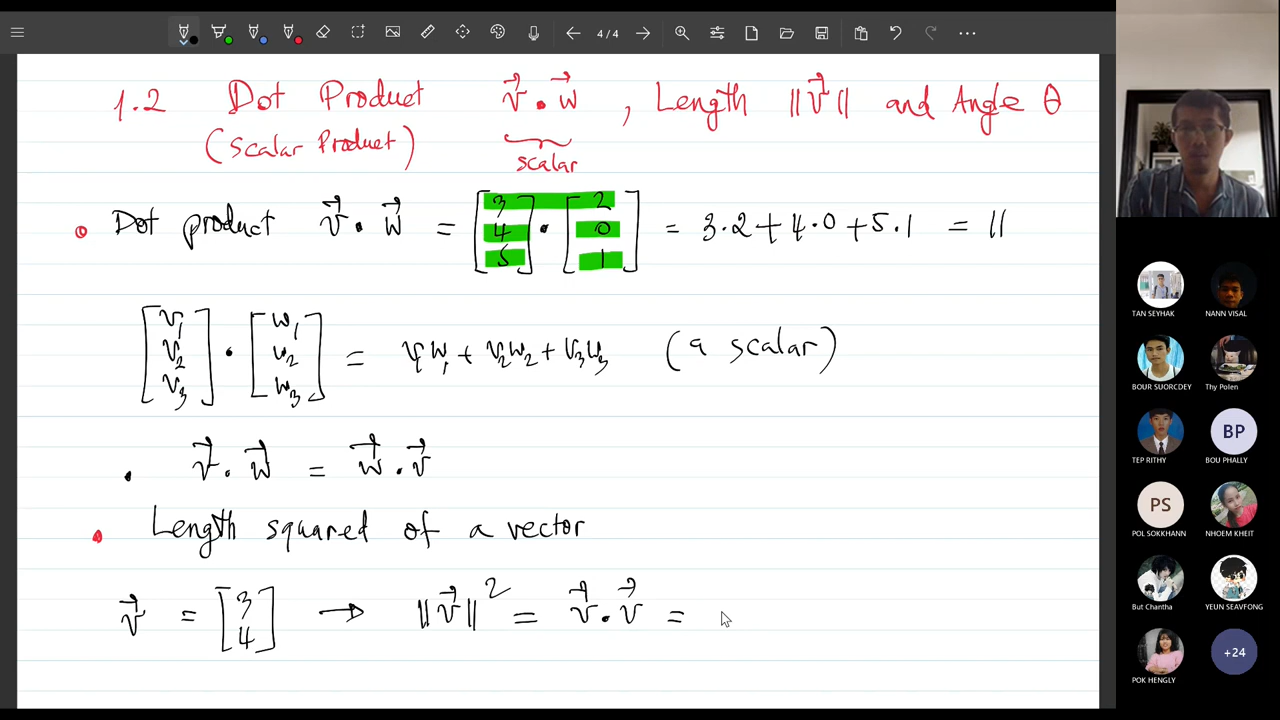 4/4
1.2 Dot Product v⃗ · w⃗ , Length ||v⃗|| and Angle θ
(Scalar Product) scalar
Dot product v⃗ · w⃗ = [3 4 5] · [2 0 1] = 3·2+4·0+5·1 = 11
[v₁ v₂ v₃] · [w₁ w₂ w₃] = v₁w₁ + v₂w₂ + v₃w₃ (a scalar)
v⃗ · w⃗ = w⃗ · v⃗
Length squared of a vector
v⃗ = [3 4] → ||v⃗||² = v⃗ · v⃗ =
TAN SEYHAK NANN VISAL
BOUR SUORCDEY Thy Polen
BP
TEP RITHY BOU PHALLY
PS
POL SOKKHANN NHOEM KHEIT
But Chantha YEUN SEAVFONG
+24
POK HENGLY